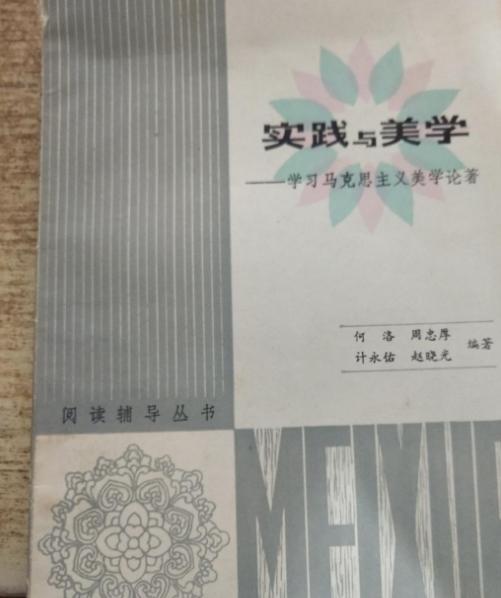 实践与美学
——学习马克思主义美学论著
何洛 周忠厚
计永佑 赵晓光 编著
阅读辅导丛书
MEIXUE